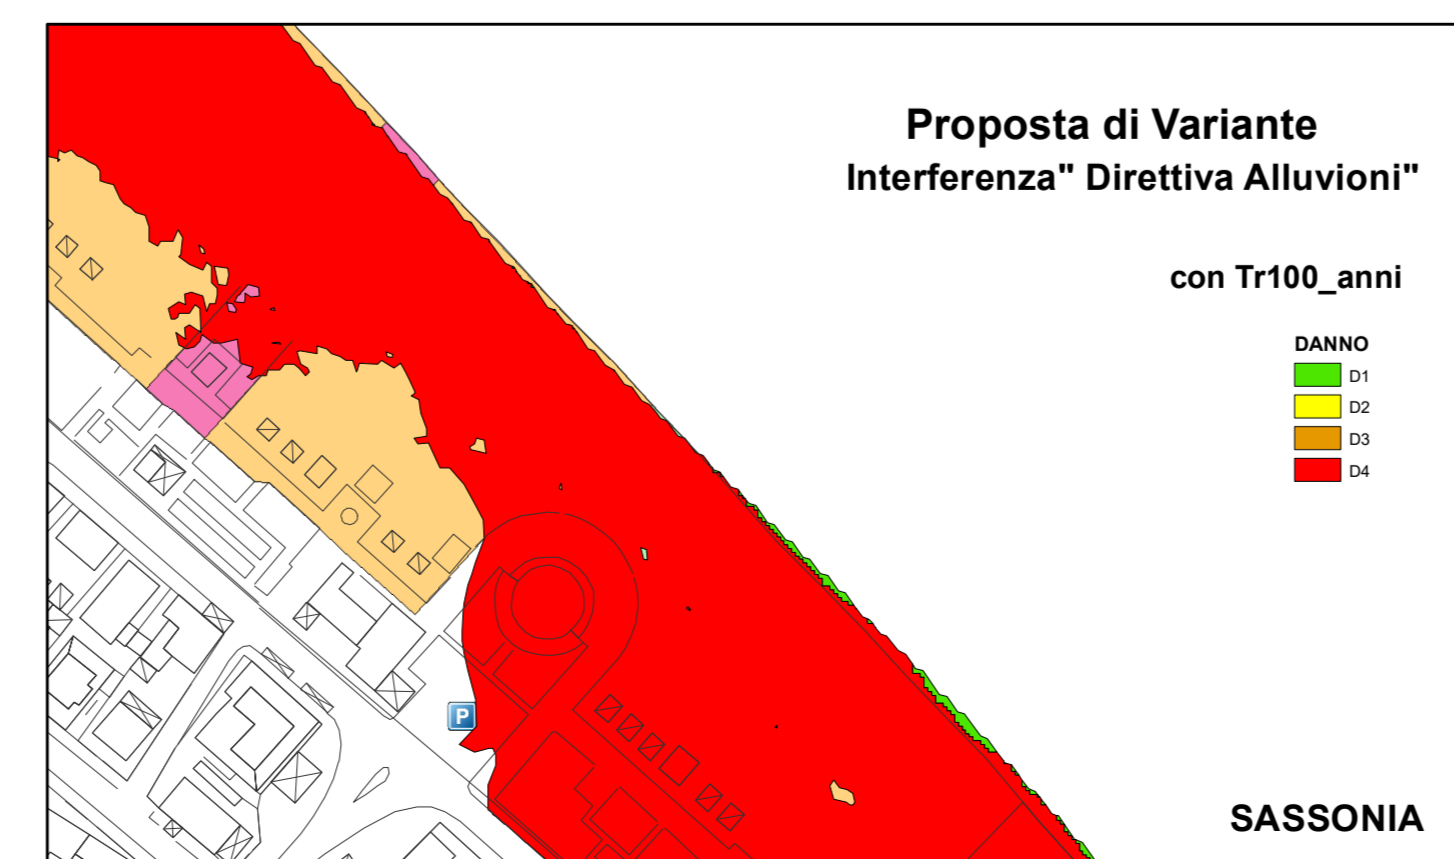 Proposta di Variante
Interferenza" Direttiva Alluvioni"
con Tr100_anni
DANNO
D1
D2
D3
D4
P
SASSONIA